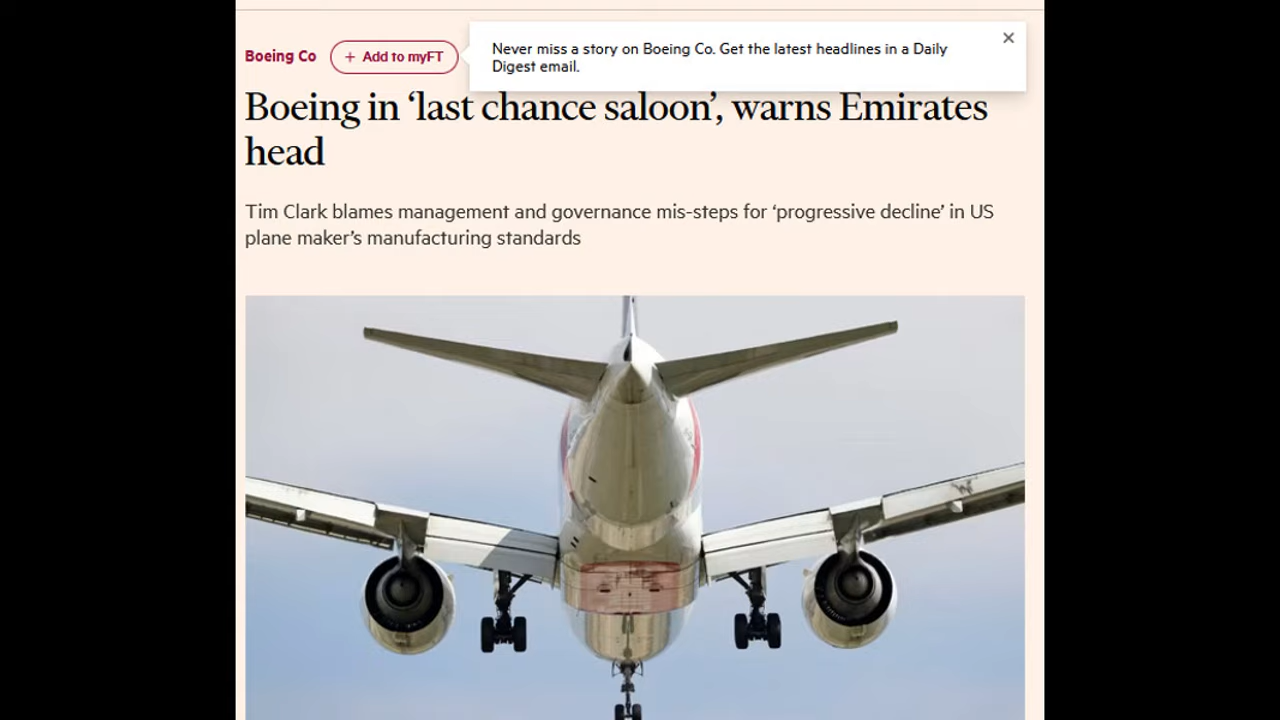 Boeing Co
+ Add to myFT
Never miss a story on Boeing Co. Get the latest headlines in a Daily
Digest email.
×
Boeing in ‘last chance saloon’, warns Emirates
head
Tim Clark blames management and governance mis-steps for ‘progressive decline’ in US
plane maker’s manufacturing standards